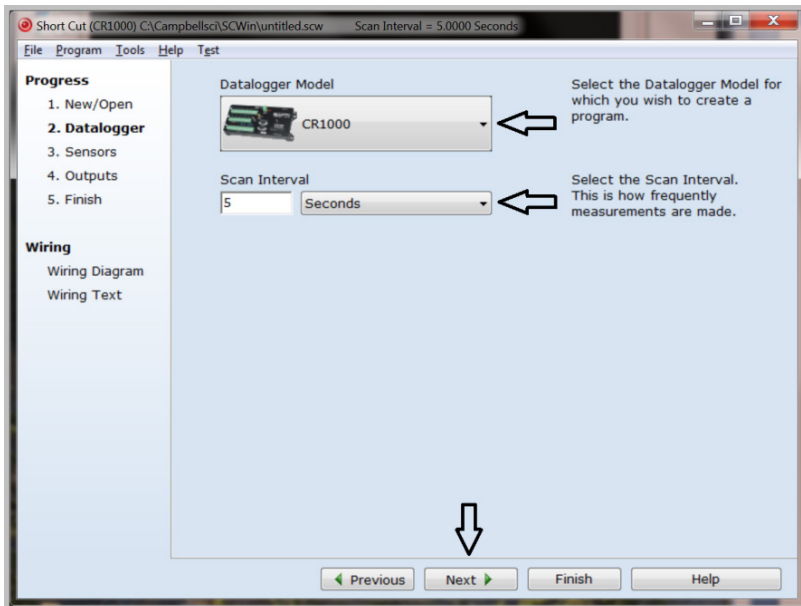 Short Cut (CR1000) C:\Campbellsci\SCWin\untitled.scw Scan Interval = 5.0000 Seconds
File Program Tools Help Test
Progress
1. New/Open
2. Datalogger
3. Sensors
4. Outputs
5. Finish
Wiring
Wiring Diagram
Wiring Text
Datalogger Model
CR1000
Select the Datalogger Model for
which you wish to create a
program.
Scan Interval
5 Seconds
Select the Scan Interval.
This is how frequently
measurements are made.
Previous Next Finish Help